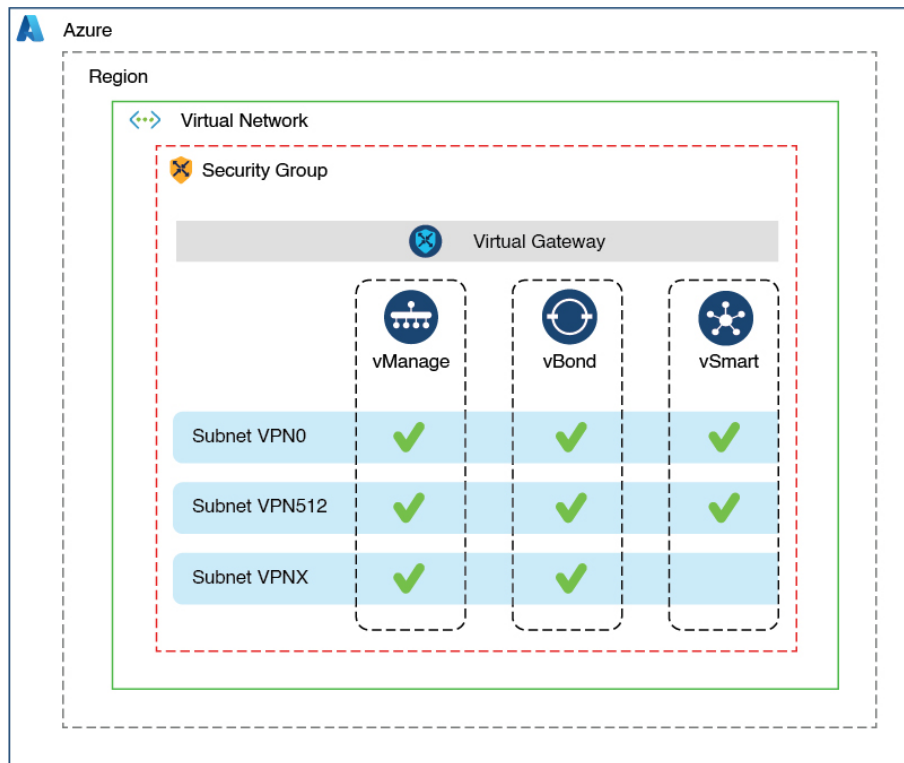 Azure
Region
Virtual Network
Security Group
Virtual Gateway
vManage
vBond
vSmart
Subnet VPN0
Subnet VPN512
Subnet VPNX